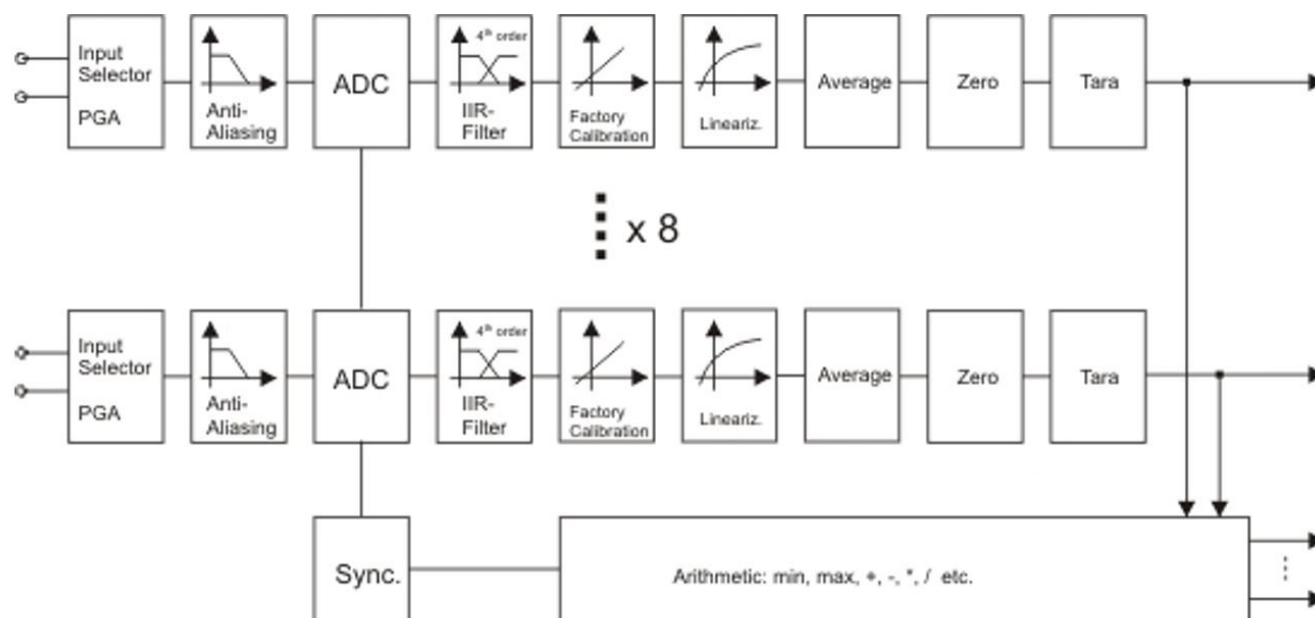 Input
Selector
PGA
Anti-
Aliasing
ADC
4th order
IIR-
Filter
Factory
Calibration
Lineariz.
Average
Zero
Tara
x 8
Input
Selector
PGA
Anti-
Aliasing
ADC
4th order
IIR-
Filter
Factory
Calibration
Lineariz.
Average
Zero
Tara
Sync.
Arithmetic: min, max, +, -, *, / etc.